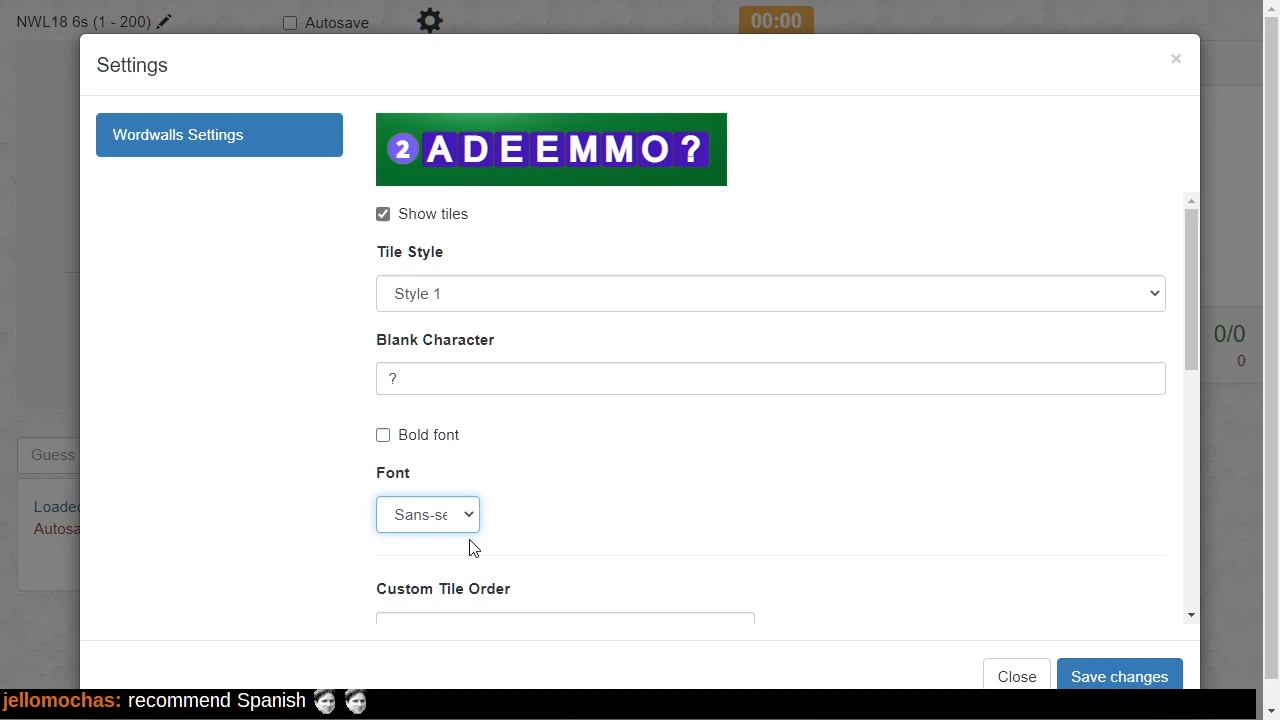 NWL18 6s (1 - 200)
Autosave
00:00
Settings
×
Wordwalls Settings
2 A D E E M M O ?
Show tiles
Tile Style
Style 1
Blank Character
?
Bold font
Font
Sans-se
Custom Tile Order
0/0
0
Guess
Loaded
Autosa
Close
Save changes
jellomochas: recommend Spanish